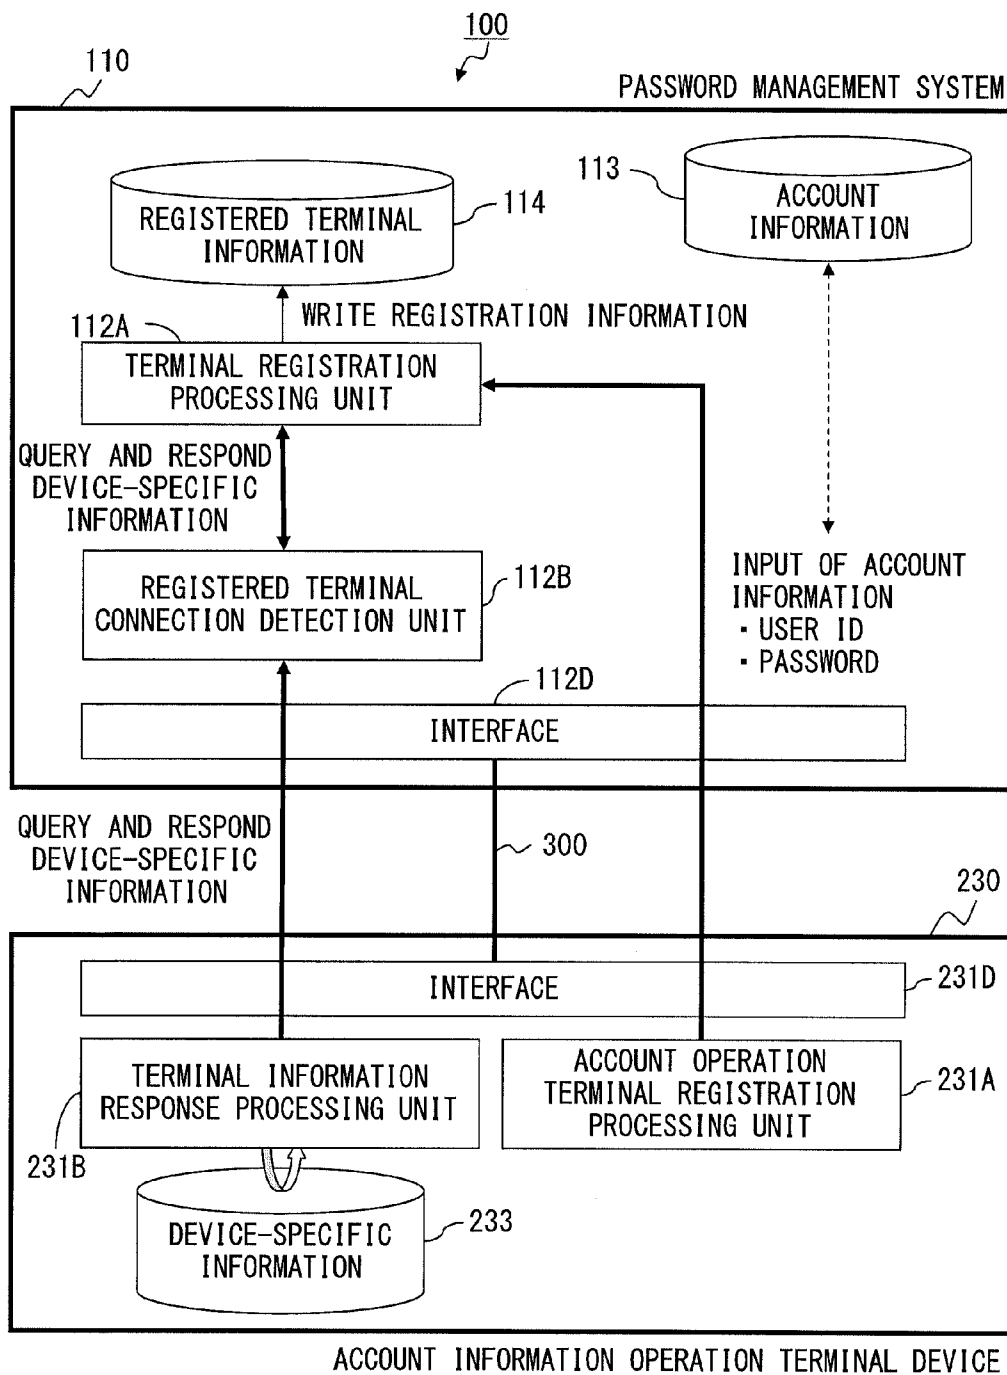 100
110
PASSWORD MANAGEMENT SYSTEM
REGISTERED TERMINAL
INFORMATION
114
113
ACCOUNT
INFORMATION
WRITE REGISTRATION INFORMATION
112A
TERMINAL REGISTRATION
PROCESSING UNIT
QUERY AND RESPOND
DEVICE-SPECIFIC
INFORMATION
REGISTERED TERMINAL
CONNECTION DETECTION UNIT
112B
INPUT OF ACCOUNT
INFORMATION
・USER ID
・PASSWORD
112D
INTERFACE
QUERY AND RESPOND
DEVICE-SPECIFIC
INFORMATION
300
230
INTERFACE
231D
TERMINAL INFORMATION
RESPONSE PROCESSING UNIT
231B
ACCOUNT OPERATION
TERMINAL REGISTRATION
PROCESSING UNIT
231A
DEVICE-SPECIFIC
INFORMATION
233
ACCOUNT INFORMATION OPERATION TERMINAL DEVICE